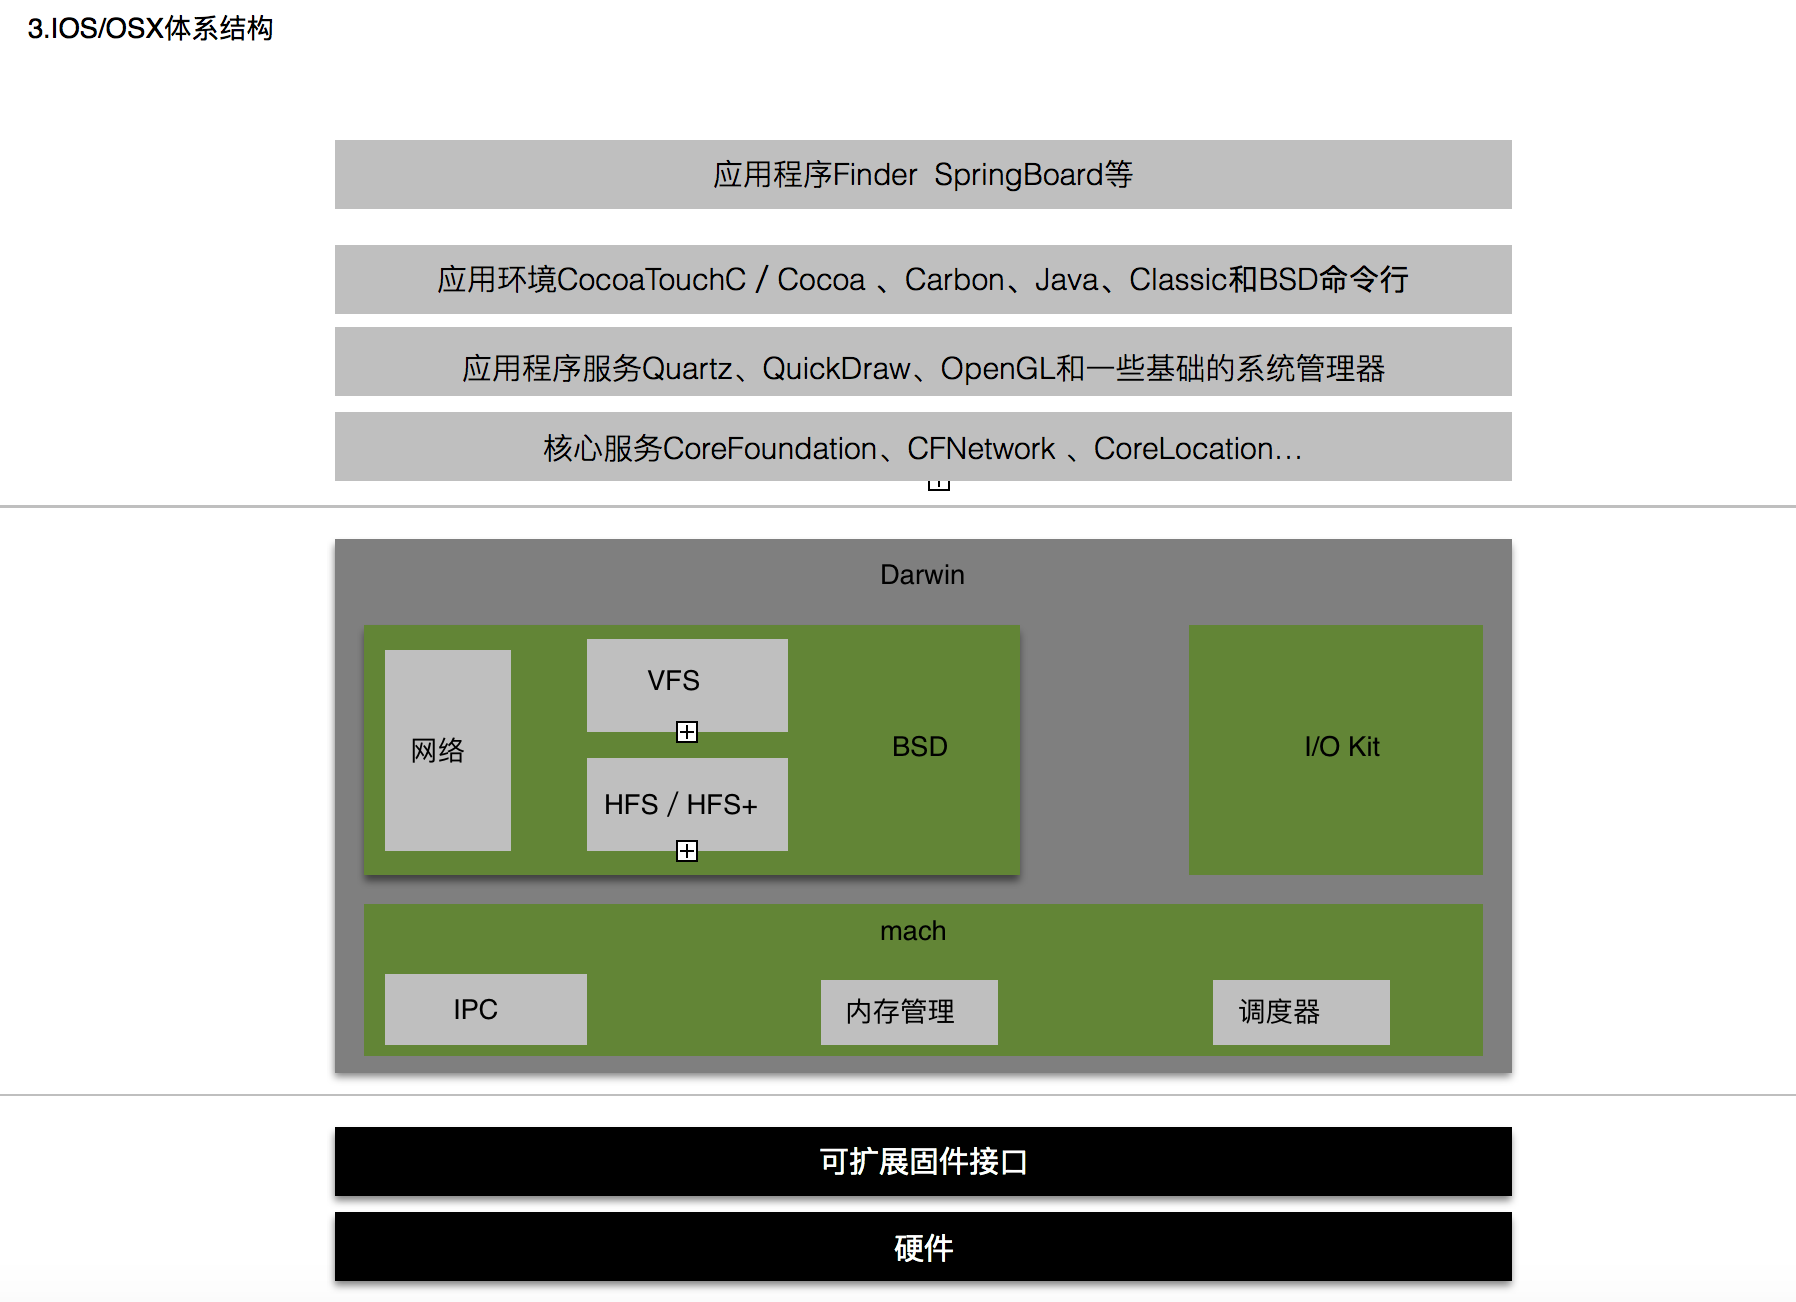 3.IOS/OSX体系结构
应用程序Finder  SpringBoard等
应用环境CocoaTouchC / Cocoa 、Carbon、Java、Classic和BSD命令行
应用程序服务Quartz、QuickDraw、OpenGL和一些基础的系统管理器
核心服务CoreFoundation、CFNetwork 、CoreLocation...
Darwin
网络
VFS
HFS / HFS+
BSD
I/O Kit
mach
IPC
内存管理
调度器
可扩展固件接口
硬件